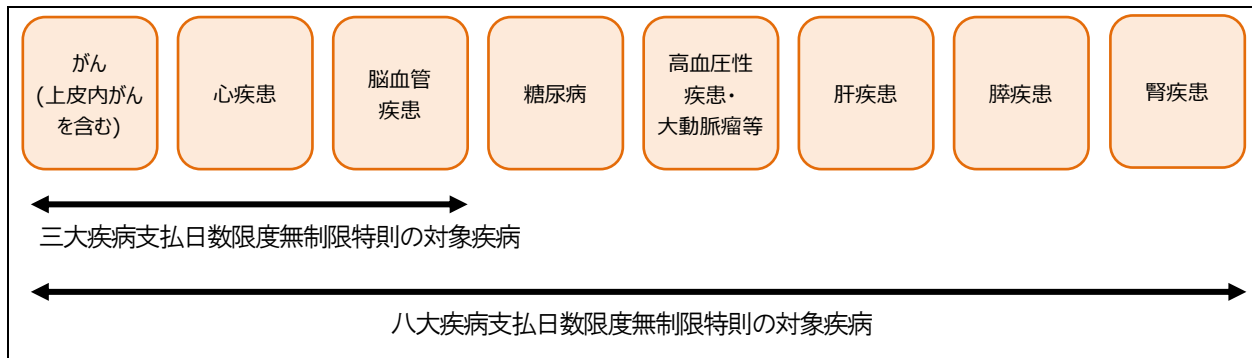 がん
(上皮内がん
を含む)
心疾患
脳血管
疾患
糖尿病
高血圧性
疾患・
大動脈瘤等
肝疾患
膵疾患
腎疾患
三大疾病支払日数限度無制限特則の対象疾病
八大疾病支払日数限度無制限特則の対象疾病